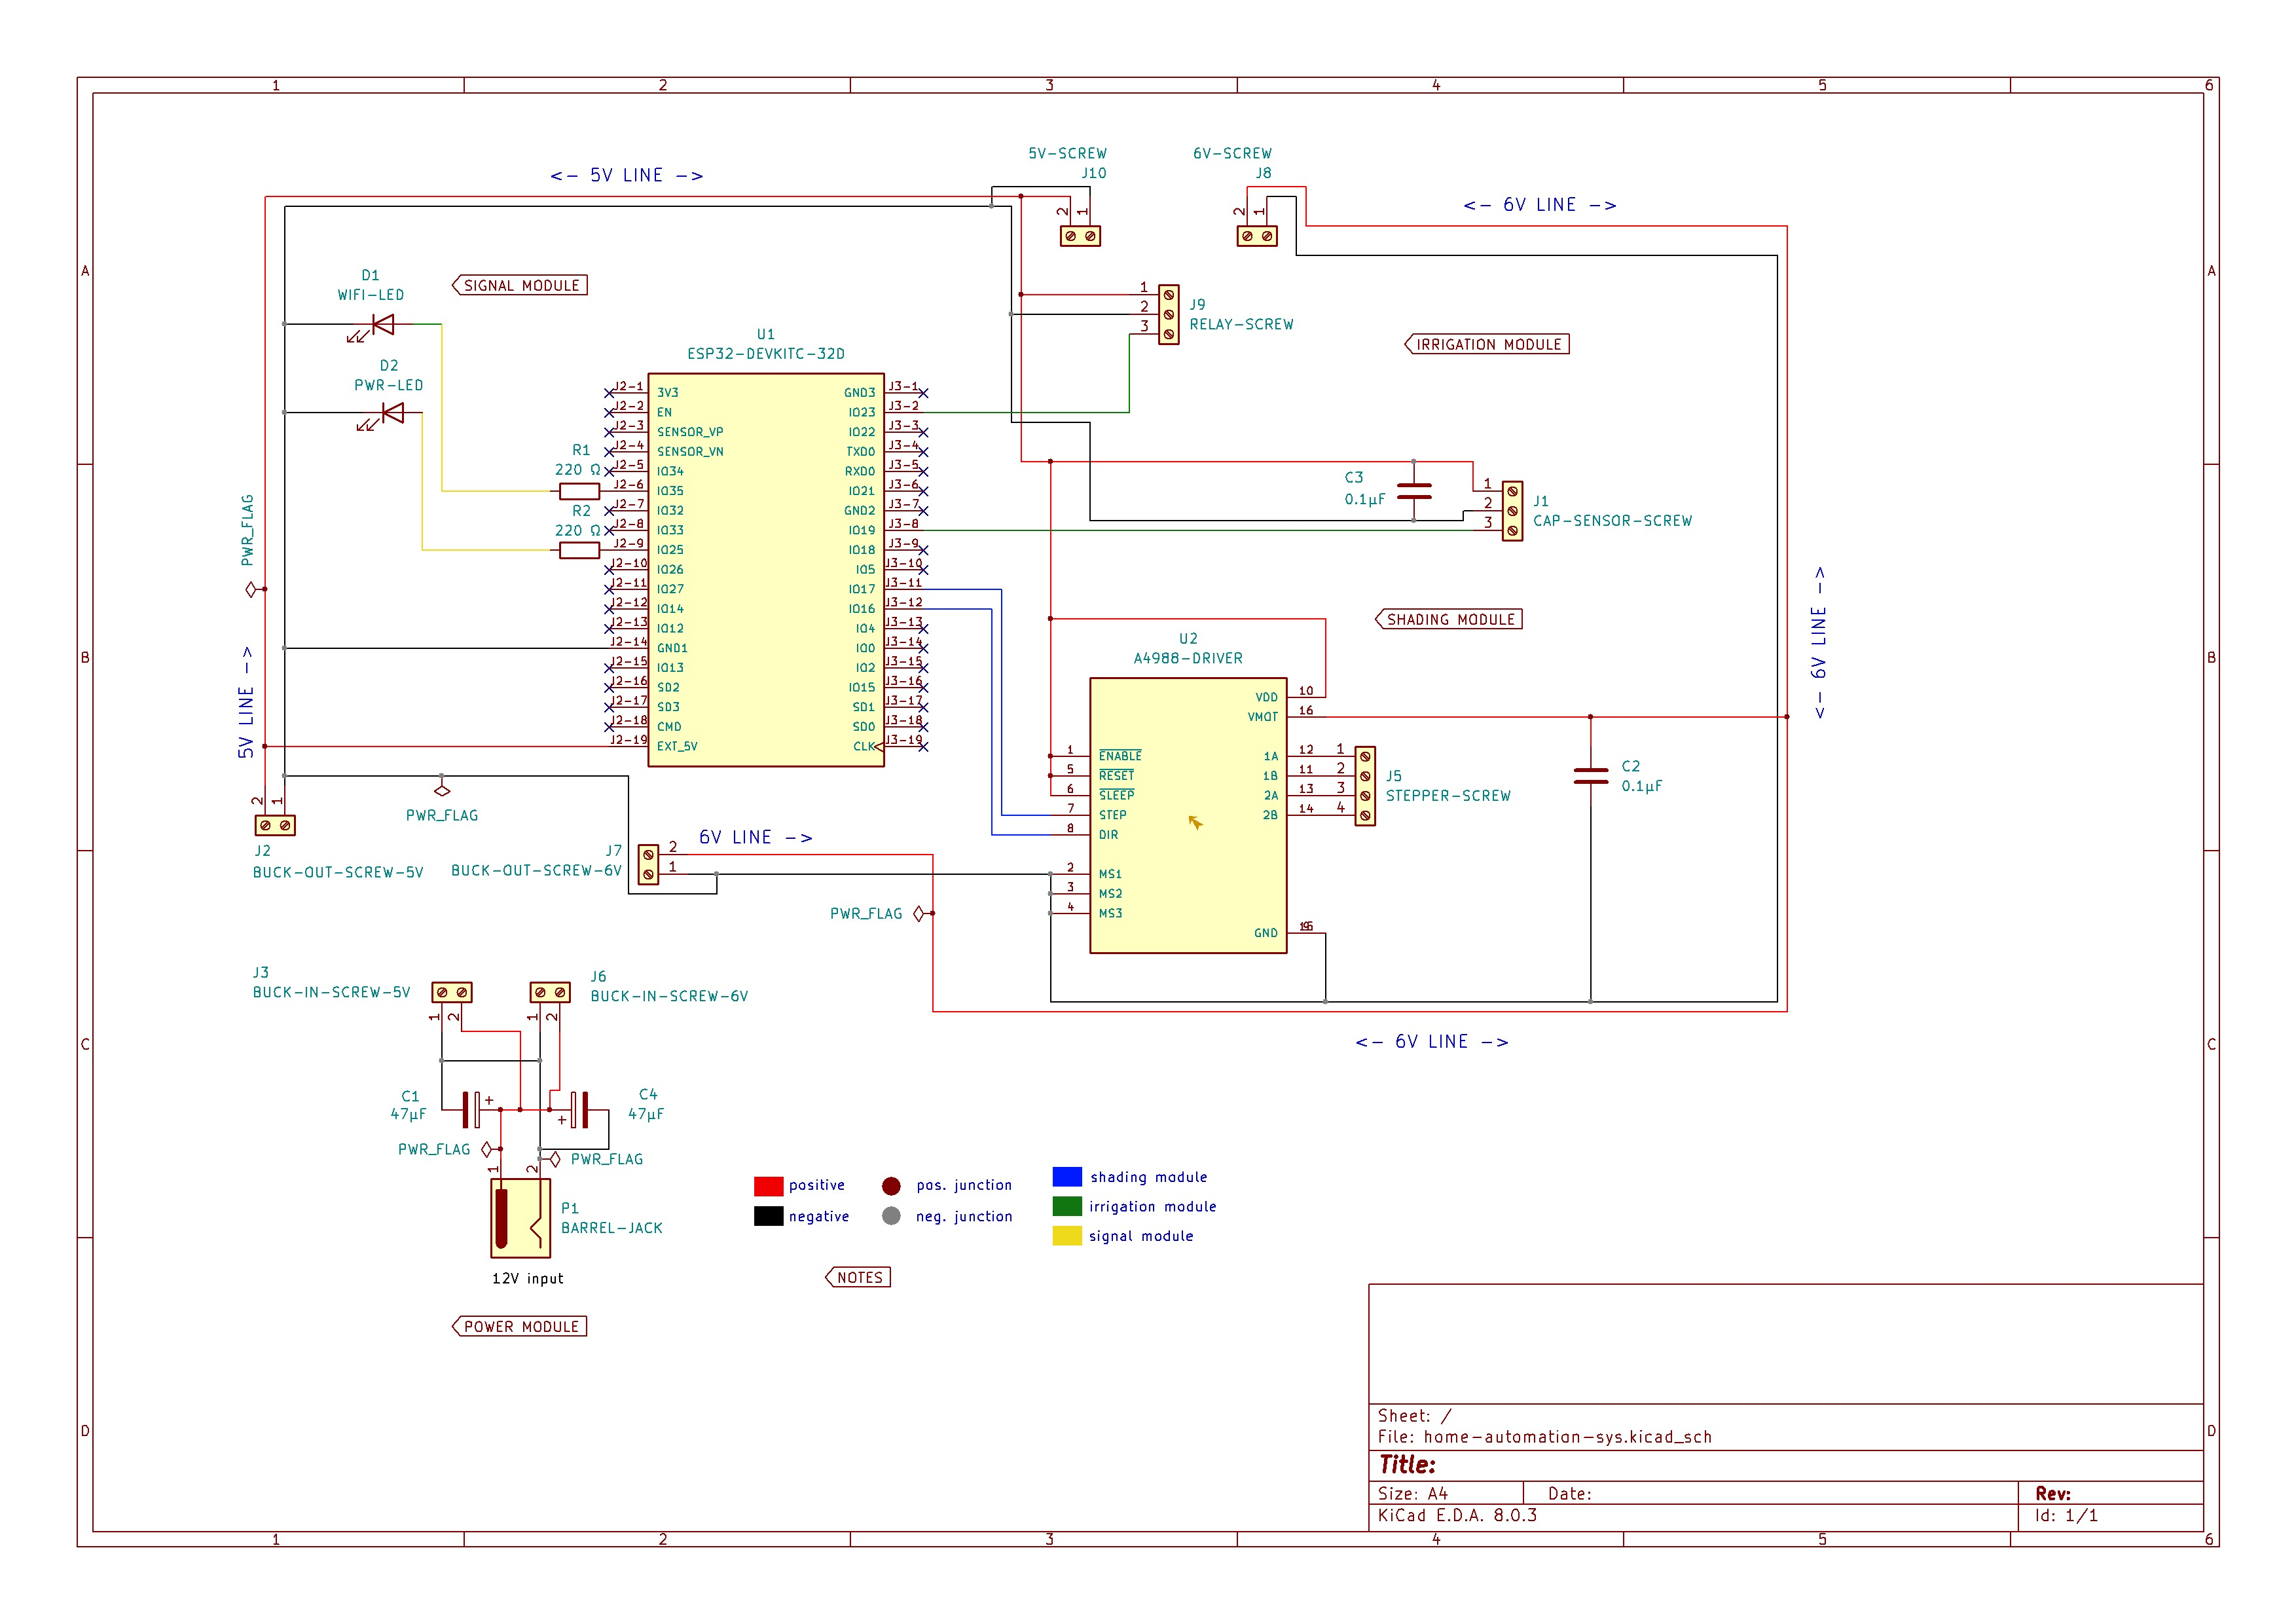 1 2 3 4 5 6
A A
B B
C C
D D
1 2 3 4 5 6
<- 5V LINE ->
5V-SCREW
J10
2 1
6V-SCREW
J8
2 1
<- 6V LINE ->
D1
WIFI-LED
SIGNAL MODULE
D2
PWR-LED
1
2
3
J9
RELAY-SCREW
IRRIGATION MODULE
U1
ESP32-DEVKITC-32D
J2-1 3V3
J2-2 EN
J2-3 SENSOR_VP
J2-4 SENSOR_VN
J2-5 IO34
J2-6 IO35
J2-7 IO32
J2-8 IO33
J2-9 IO25
J2-10 IO26
J2-11 IO27
J2-12 IO14
J2-13 IO12
J2-14 GND1
J2-15 IO13
J2-16 SD2
J2-17 SD3
J2-18 CMD
J2-19 EXT_5V
GND3 J3-1
IO23 J3-2
IO22 J3-3
TXD0 J3-4
RXD0 J3-5
IO21 J3-6
GND2 J3-7
IO19 J3-8
IO18 J3-9
IO5 J3-10
IO17 J3-11
IO16 J3-12
IO4 J3-13
IO0 J3-14
IO2 J3-15
IO15 J3-16
SD1 J3-17
SD0 J3-18
CLK J3-19
R1
220 Ω
R2
220 Ω
PWR_FLAG
5V LINE ->
C3
0.1µF
1
2
3
J1
CAP-SENSOR-SCREW
<- 6V LINE ->
SHADING MODULE
U2
A4988-DRIVER
VDD 10
VMOT 16
1 ENABLE
5 RESET
6 SLEEP
7 STEP
8 DIR
2 MS1
3 MS2
4 MS3
1A 12 1
1B 11 2
2A 13 3
2B 14 4
GND
J5
STEPPER-SCREW
C2
0.1µF
2 1
J2
BUCK-OUT-SCREW-5V
PWR_FLAG
6V LINE ->
J7
BUCK-OUT-SCREW-6V
2
1
PWR_FLAG
<- 6V LINE ->
J3
BUCK-IN-SCREW-5V
1 2
J6
BUCK-IN-SCREW-6V
1 2
C1
47µF
+
C4
47µF
+
PWR_FLAG
PWR_FLAG
1 2
P1
BARREL-JACK
12V input
POWER MODULE
positive
negative
pos. junction
neg. junction
shading module
irrigation module
signal module
NOTES
Sheet: /
File: home-automation-sys.kicad_sch
Title:
Size: A4 Date: Rev:
KiCad E.D.A. 8.0.3 Id: 1/1